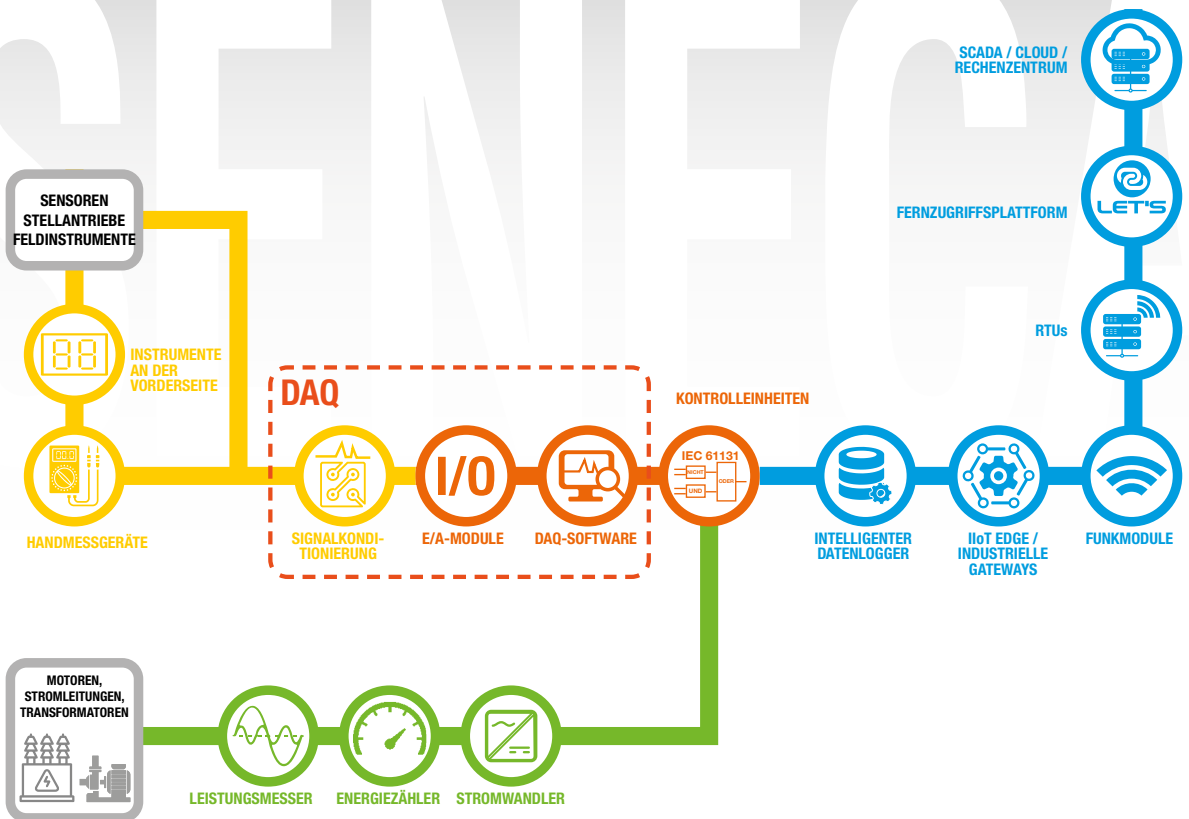 SENECA
SCADA / CLOUD /
RECHENZENTRUM
LET'S
FERNZUGRIFFSPLATTFORM
RTUs
SENSOREN
STELLANTRIEBE
FELDINSTRUMENTE
88
INSTRUMENTE
AN DER
VORDERSEITE
HANDMESSGERÄTE
DAQ
SIGNALKONDI-
TIONIERUNG
I/O
E/A-MODULE
DAQ-SOFTWARE
KONTROLLEINHEITEN
IEC 61131
NICHT
UND
ODER
INTELLIGENTER
DATENLOGGER
IIoT EDGE /
INDUSTRIELLE
GATEWAYS
FUNKMODULE
MOTOREN,
STROMLEITUNGEN,
TRANSFORMATOREN
LEISTUNGSMESSER
ENERGIEZÄHLER
STROMWANDLER